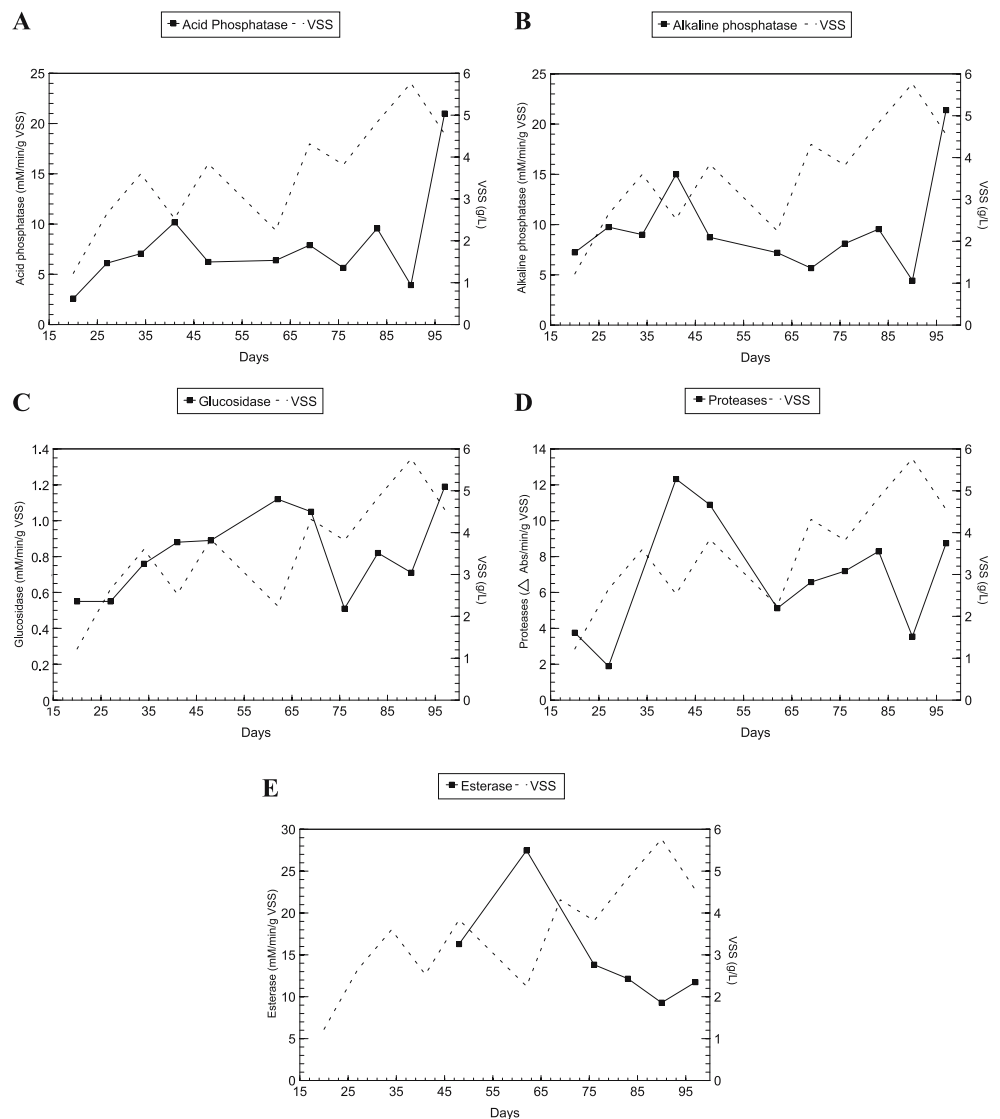 A
Acid Phosphatase VSS
Acid phosphatase (mM/min/g VSS)
25
20
15
10
5
0
6
5
4
3
2
1
0
VSS (g/L)
15 25 35 45 55 65 75 85 95
Days
B
Alkaline phosphatase VSS
Alkaline phosphatase (mM/min/g VSS)
25
20
15
10
5
0
6
5
4
3
2
1
0
VSS (g/L)
15 25 35 45 55 65 75 85 95
Days
C
Glucosidase VSS
Glucosidase (mM/min/g VSS)
1.4
1.2
1.0
0.8
0.6
0.4
0.2
0
6
5
4
3
2
1
0
VSS (g/L)
15 25 35 45 55 65 75 85 95
Days
D
Proteases VSS
Proteases (△ Abs/min/g VSS)
14
12
10
8
6
4
2
0
6
5
4
3
2
1
0
VSS (g/L)
15 25 35 45 55 65 75 85 95
Days
E
Esterase VSS
Esterase (mM/min/g VSS)
30
25
20
15
10
5
0
6
5
4
3
2
1
0
VSS (g/L)
15 25 35 45 55 65 75 85 95
Days